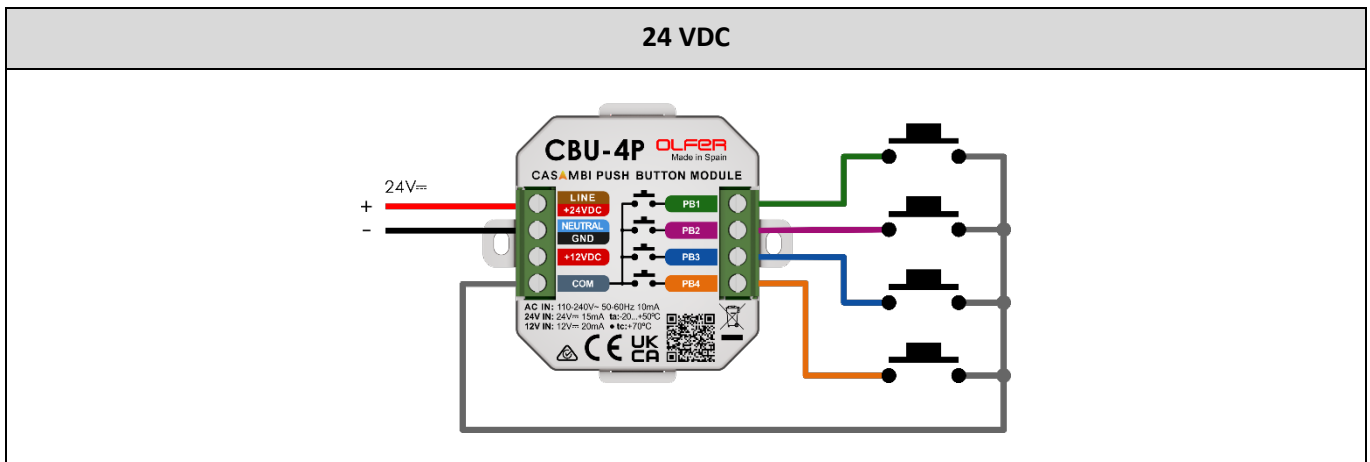 24 VDC
CBU-4P OLFER
Made in Spain
CASAMBI PUSH BUTTON MODULE
24V⎓
+
-
LINE
+24VDC
NEUTRAL
GND
+12VDC
COM
PB1
PB2
PB3
PB4
AC IN: 110-240V~ 50-60Hz 10mA
24V IN: 24V⎓ 15mA ta:-20...+50ºC
12V IN: 12V⎓ 20mA • tc:+70ºC
CE UK
CA